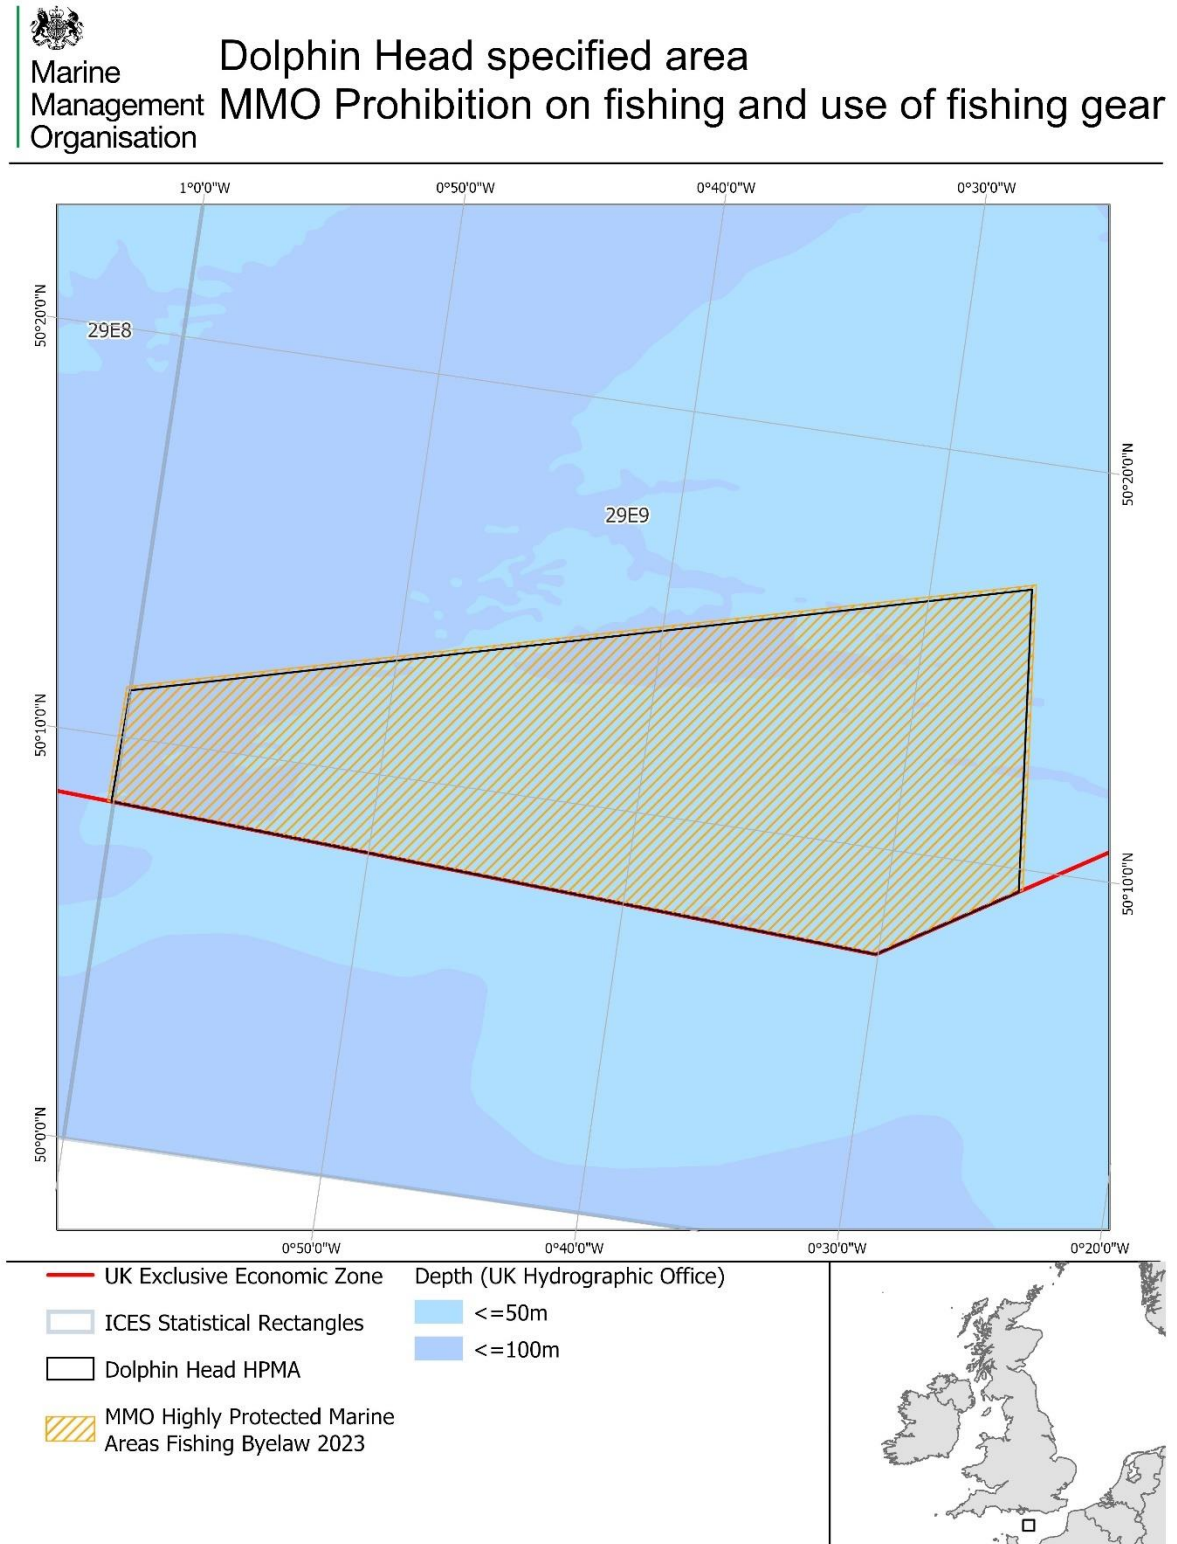 Marine
Management
Organisation
Dolphin Head specified area
MMO Prohibition on fishing and use of fishing gear
1°0'0"W
0°50'0"W
0°40'0"W
0°30'0"W
50°20'0"N
29E8
50°20'0"N
29E9
50°10'0"N
50°10'0"N
50°0'0"N
0°50'0"W
0°40'0"W
0°30'0"W
0°20'0"W
UK Exclusive Economic Zone
ICES Statistical Rectangles
Dolphin Head HPMA
MMO Highly Protected Marine
Areas Fishing Byelaw 2023
Depth (UK Hydrographic Office)
<=50m
<=100m